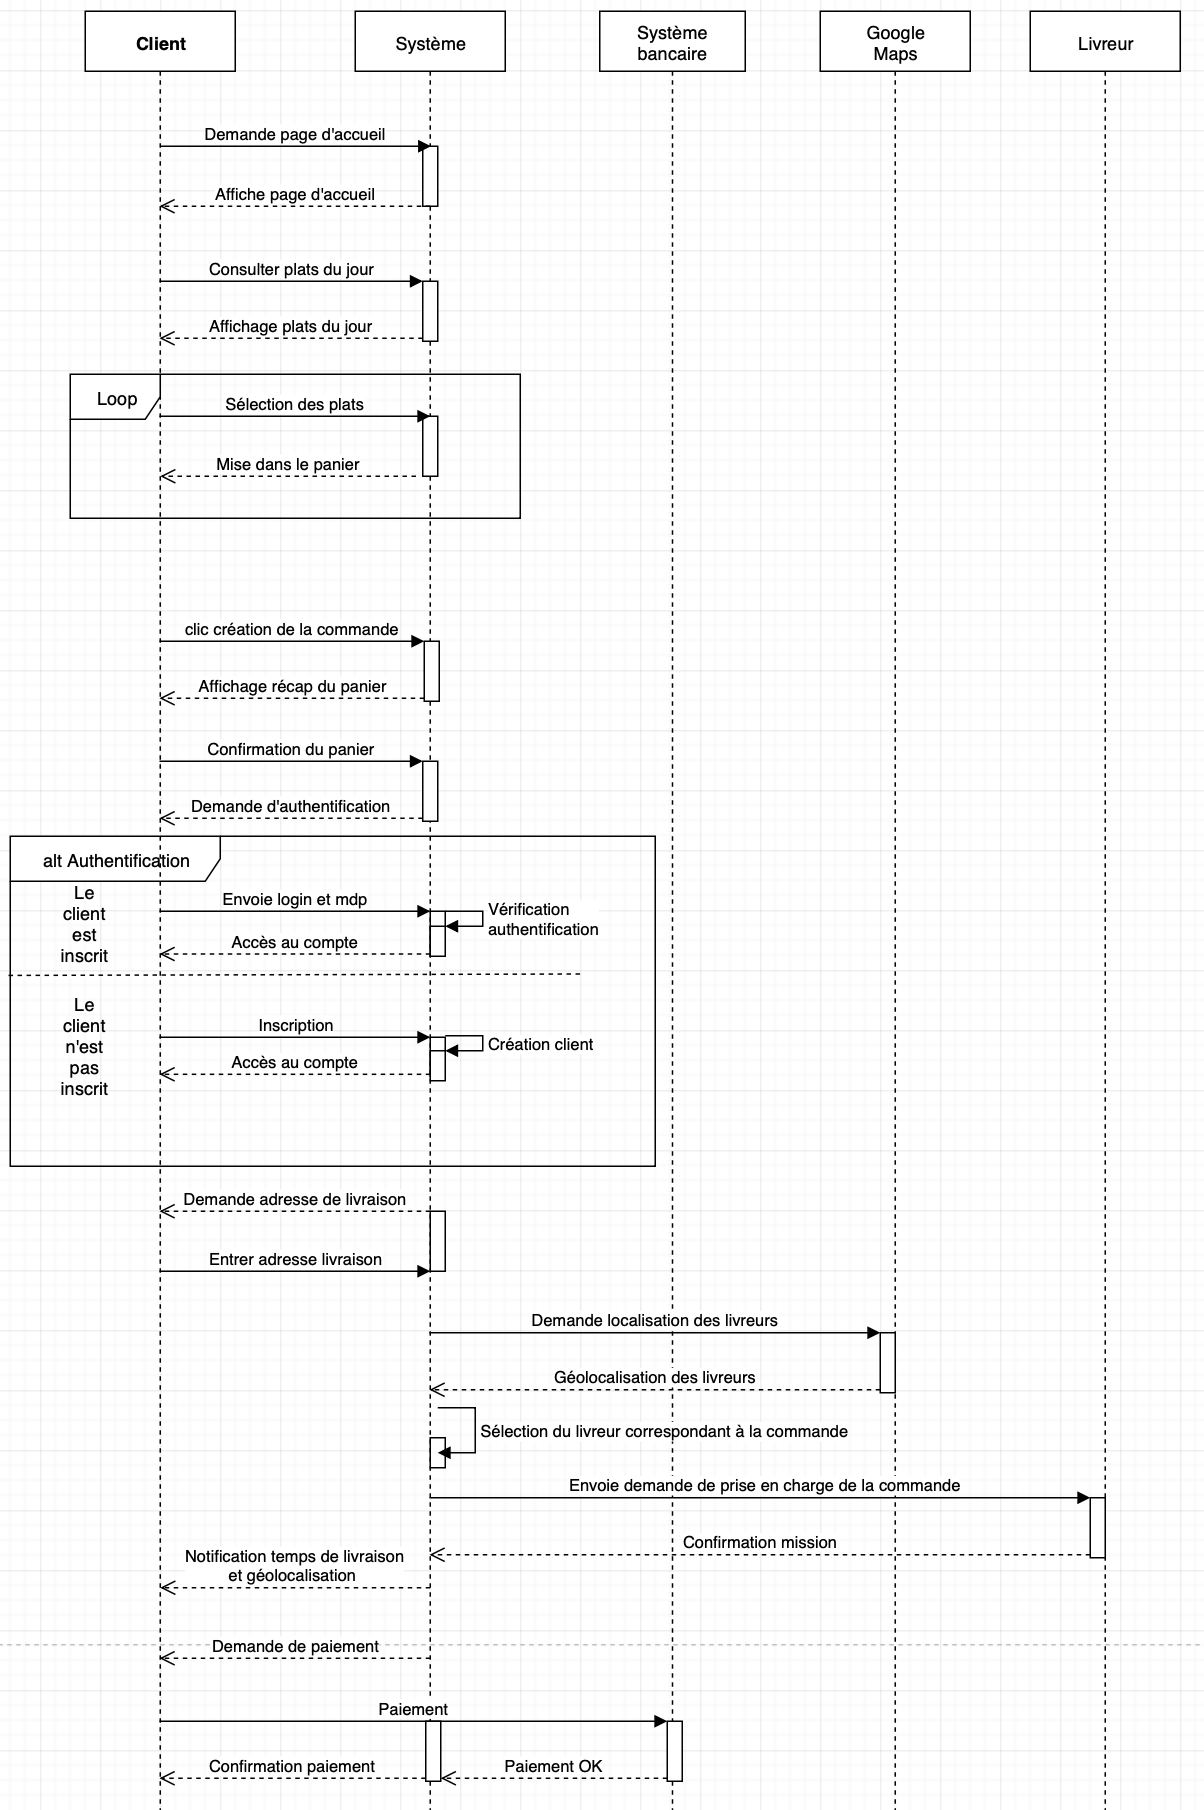 Client
Système
Système
bancaire
Google
Maps
Livreur
Demande page d'accueil
Affiche page d'accueil
Consulter plats du jour
Affichage plats du jour
Loop
Sélection des plats
Mise dans le panier
clic création de la commande
Affichage récap du panier
Confirmation du panier
Demande d'authentification
alt Authentification
Le
client
est
inscrit
Envoie login et mdp
Vérification
authentification
Accès au compte
Le
client
n'est
pas
inscrit
Inscription
Création client
Accès au compte
Demande adresse de livraison
Entrer adresse livraison
Demande localisation des livreurs
Géolocalisation des livreurs
Sélection du livreur correspondant à la commande
Envoie demande de prise en charge de la commande
Confirmation mission
Notification temps de livraison
et géolocalisation
Demande de paiement
Paiement
Confirmation paiement
Paiement OK